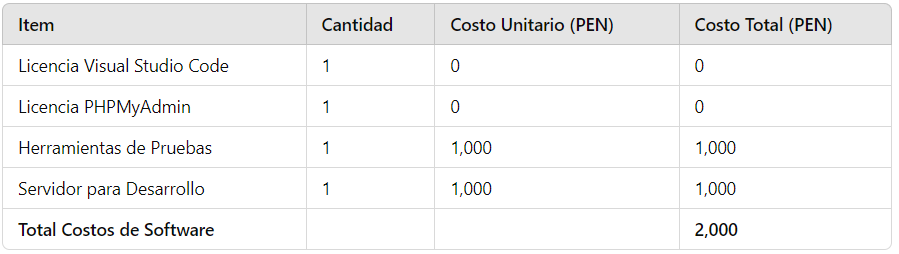 Item Cantidad Costo Unitario (PEN) Costo Total (PEN)
Licencia Visual Studio Code 1 0 0
Licencia PHPMyAdmin 1 0 0
Herramientas de Pruebas 1 1,000 1,000
Servidor para Desarrollo 1 1,000 1,000
Total Costos de Software 2,000